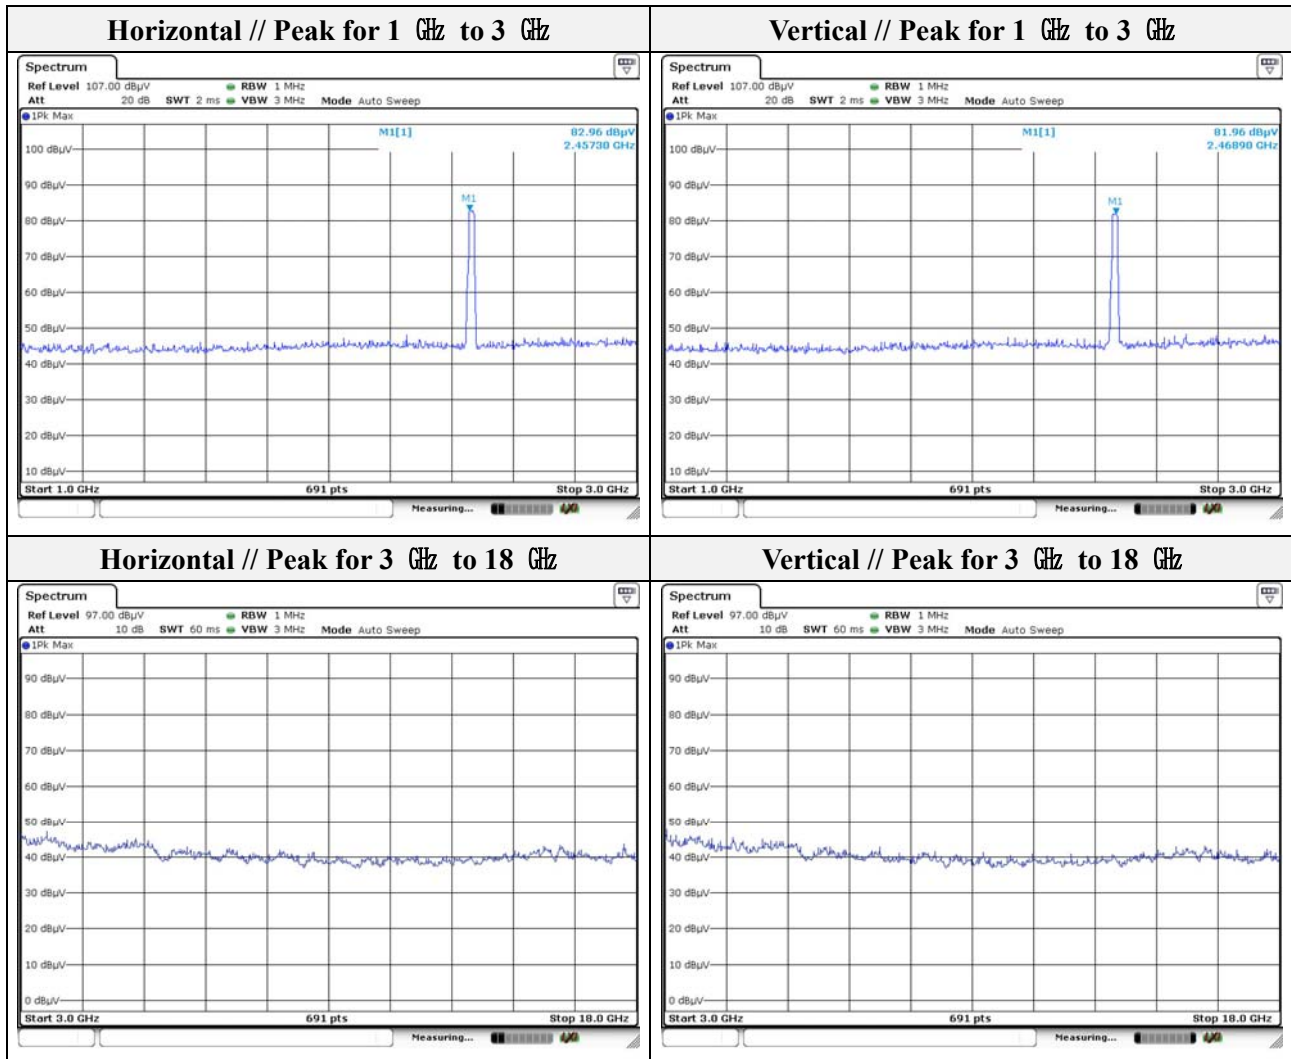 Horizontal // Peak for 1 ㎓ to 3 ㎓
Spectrum
Ref Level 107.00 dBµV RBW 1 MHz
Att 20 dB SWT 2 ms VBW 3 MHz Mode Auto Sweep
1Pk Max
M1[1] 82.96 dBµV
2.45730 GHz
100 dBµV
90 dBµV
M1
80 dBµV
70 dBµV
60 dBµV
50 dBµV
40 dBµV
30 dBµV
20 dBµV
10 dBµV
Start 1.0 GHz 691 pts Stop 3.0 GHz
Measuring...
Vertical // Peak for 1 ㎓ to 3 ㎓
Spectrum
Ref Level 107.00 dBµV RBW 1 MHz
Att 20 dB SWT 2 ms VBW 3 MHz Mode Auto Sweep
1Pk Max
M1[1] 81.96 dBµV
2.46890 GHz
100 dBµV
90 dBµV
M1
80 dBµV
70 dBµV
60 dBµV
50 dBµV
40 dBµV
30 dBµV
20 dBµV
10 dBµV
Start 1.0 GHz 691 pts Stop 3.0 GHz
Measuring...
Horizontal // Peak for 3 ㎓ to 18 ㎓
Spectrum
Ref Level 97.00 dBµV RBW 1 MHz
Att 10 dB SWT 60 ms VBW 3 MHz Mode Auto Sweep
1Pk Max
90 dBµV
80 dBµV
70 dBµV
60 dBµV
50 dBµV
40 dBµV
30 dBµV
20 dBµV
10 dBµV
0 dBµV
Start 3.0 GHz 691 pts Stop 18.0 GHz
Measuring...
Vertical // Peak for 3 ㎓ to 18 ㎓
Spectrum
Ref Level 97.00 dBµV RBW 1 MHz
Att 10 dB SWT 60 ms VBW 3 MHz Mode Auto Sweep
1Pk Max
90 dBµV
80 dBµV
70 dBµV
60 dBµV
50 dBµV
40 dBµV
30 dBµV
20 dBµV
10 dBµV
0 dBµV
Start 3.0 GHz 691 pts Stop 18.0 GHz
Measuring...